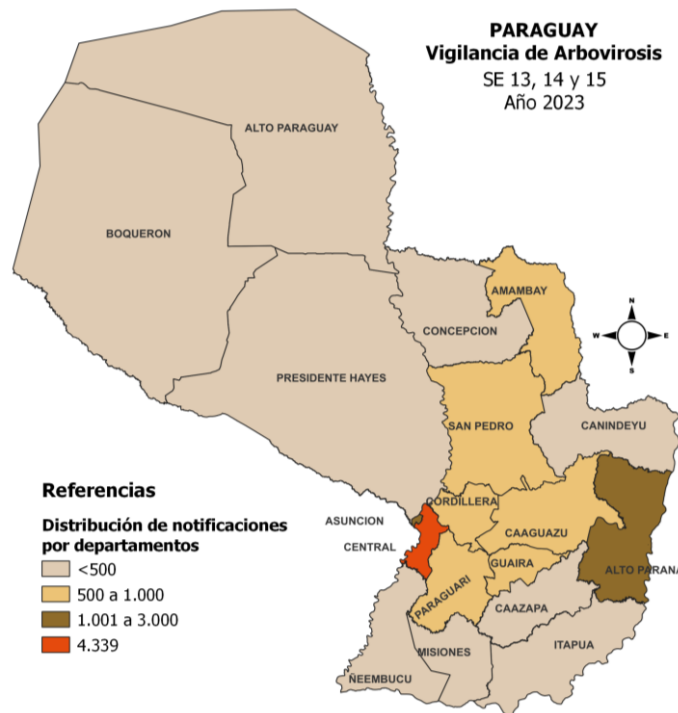 PARAGUAY
Vigilancia de Arbovirosis
SE 13, 14 y 15
Año 2023
ALTO PARAGUAY
BOQUERON
AMAMBAY
CONCEPCION
N
W
E
S
PRESIDENTE HAYES
SAN PEDRO
CANINDEYU
CORDILLERA
ASUNCION
CAAGUAZU
CENTRAL
GUAIRA
ALTO PARANA
PARAGUARI
CAAZAPA
ITAPUA
MISIONES
ÑEEMBUCU
Referencias
Distribución de notificaciones
por departamentos
<500
500 a 1.000
1.001 a 3.000
4.339